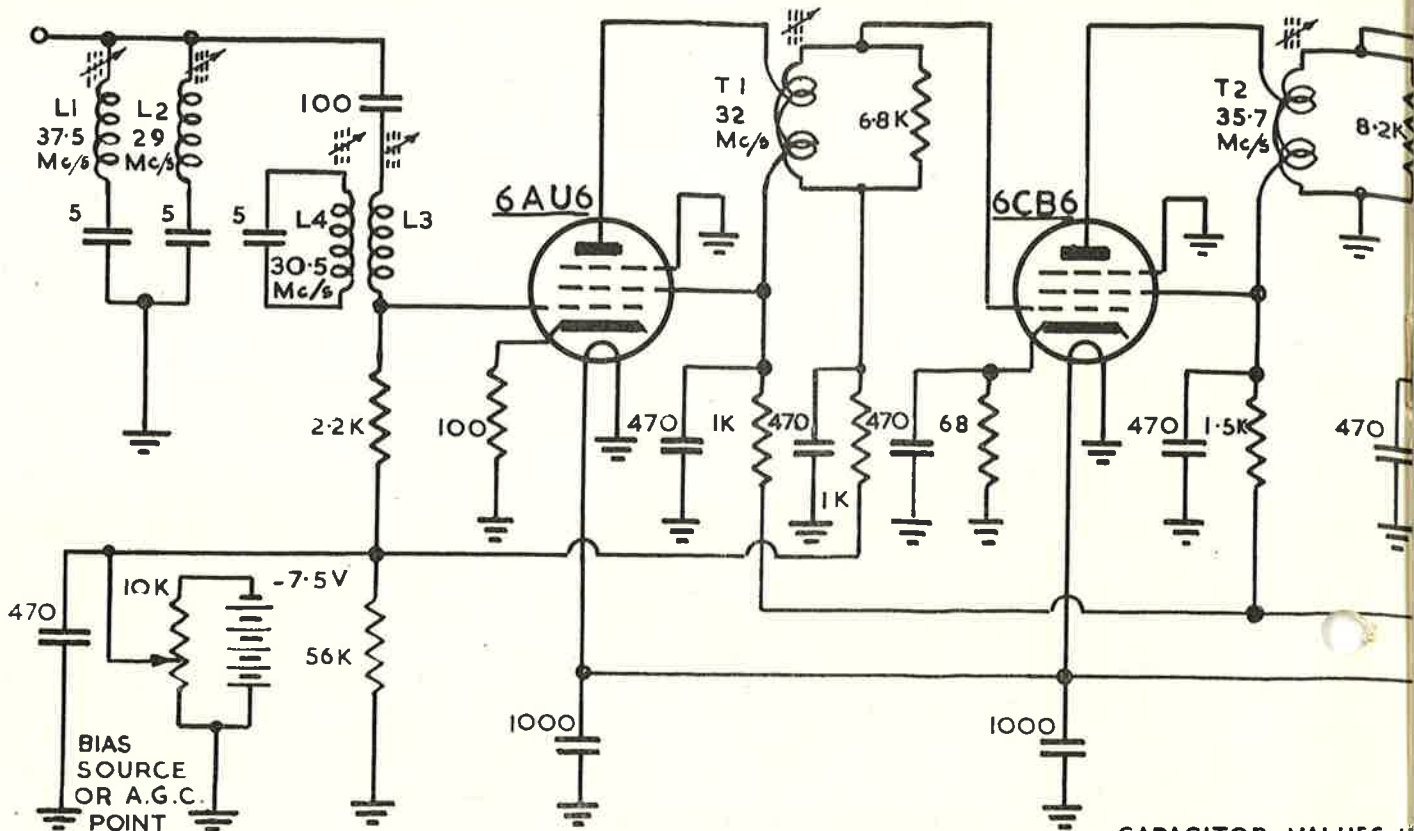 L1
37.5
Mc/s
L2
29
Mc/s
5
5
100
5
L4
30.5
Mc/s
L3
2.2K
6AU6
100
T1
32
Mc/s
6.8K
470
1K
470
1K
470
68
6CB6
T2
35.7
Mc/s
8.2K
470
1.5K
470
470
10K
-7.5V
56K
BIAS
SOURCE
OR A.G.C.
POINT
1000
1000
CAPACITOR VALUES